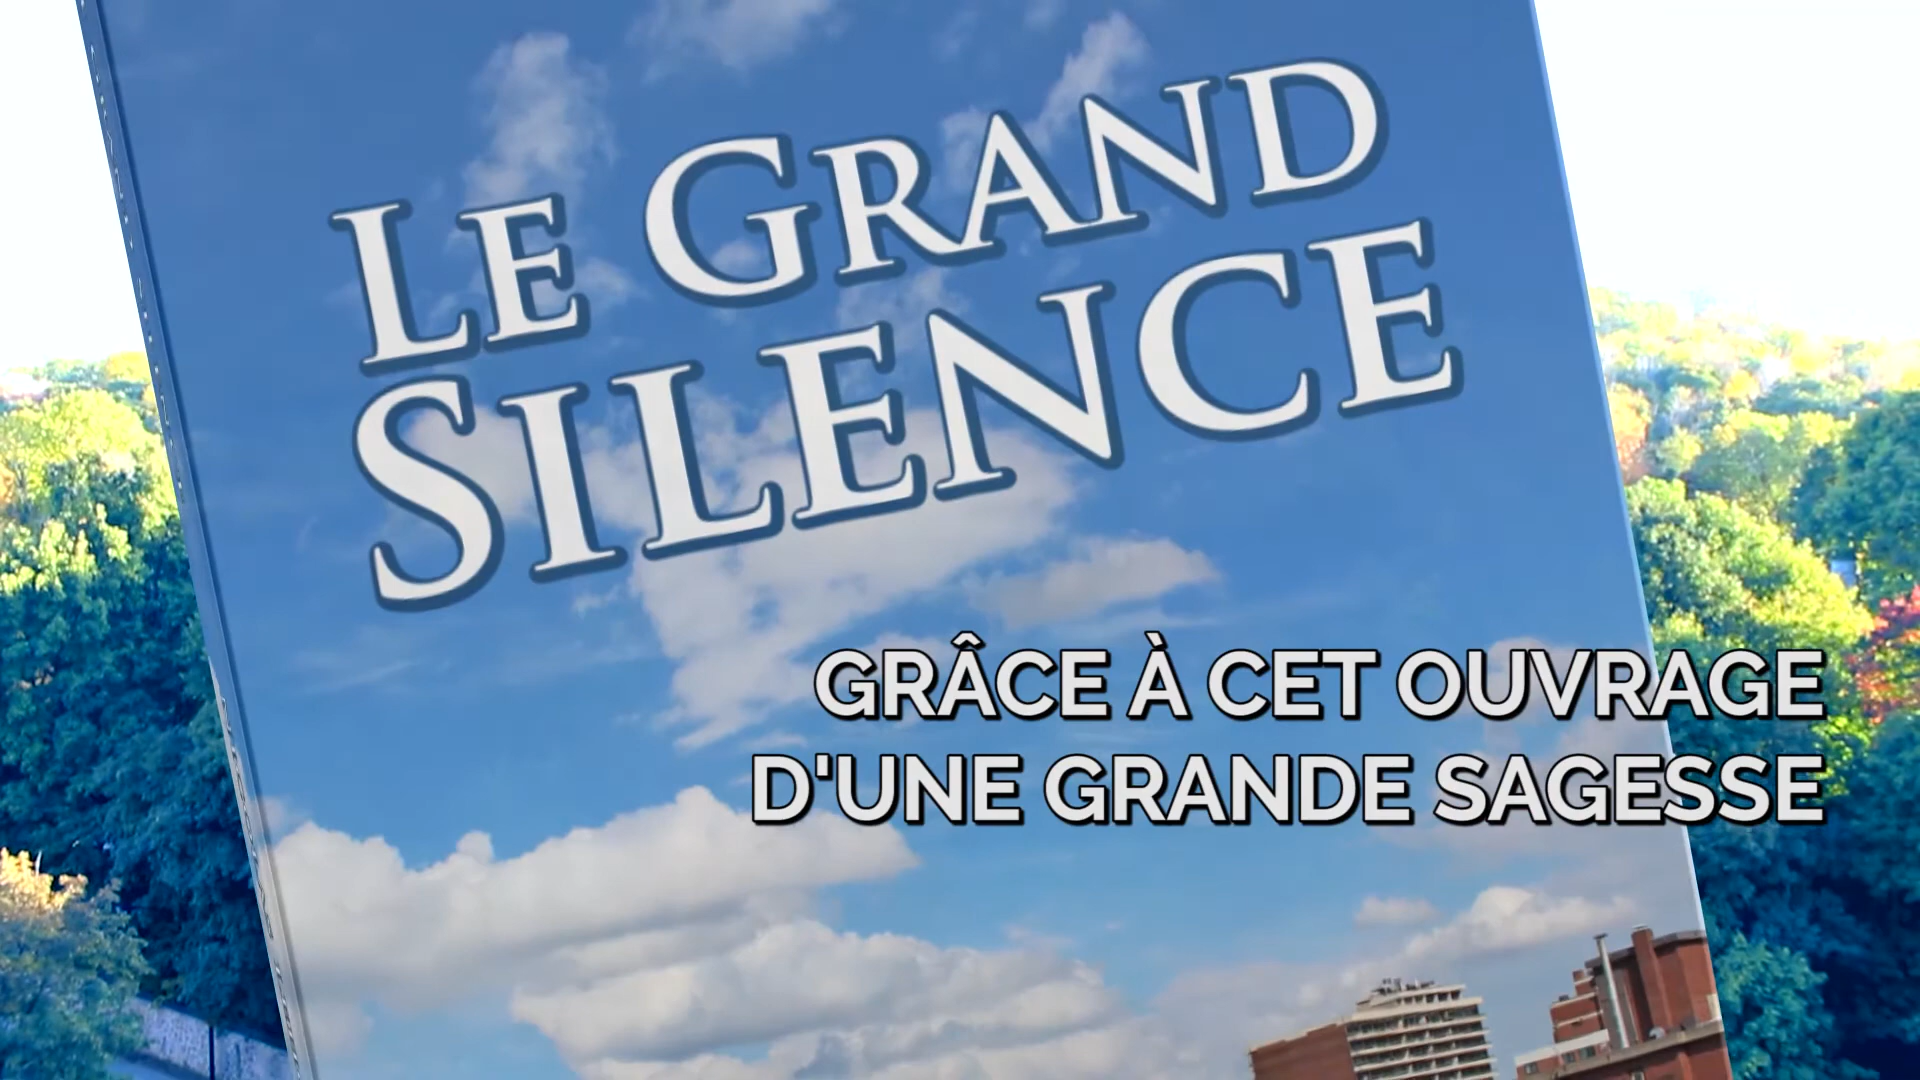 LE GRAND
SILENCE
GRÂCE À CET OUVRAGE
D'UNE GRANDE SAGESSE